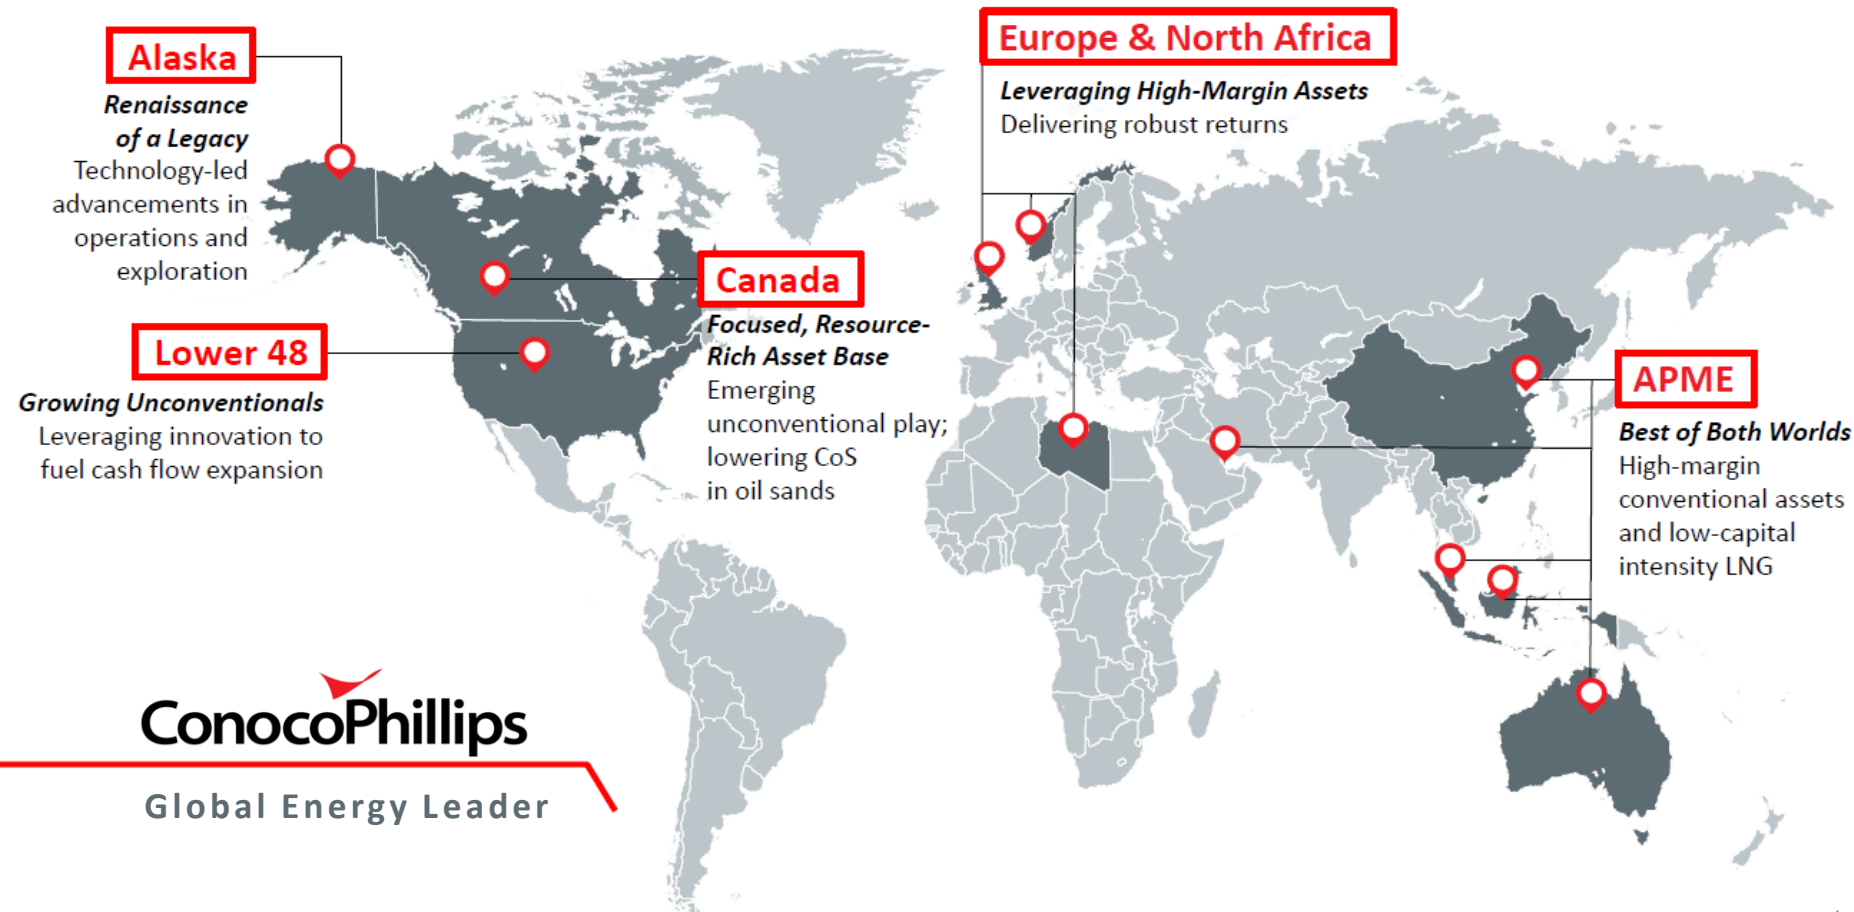 Alaska
Renaissance
of a Legacy
Technology-led
advancements in
operations and
exploration
Lower 48
Growing Unconventionals
Leveraging innovation to
fuel cash flow expansion
Canada
Focused, Resource-
Rich Asset Base
Emerging
unconventional play;
lowering CoS
in oil sands
Europe & North Africa
Leveraging High-Margin Assets
Delivering robust returns
APME
Best of Both Worlds
High-margin
conventional assets
and low-capital
intensity LNG
ConocoPhillips
Global Energy Leader